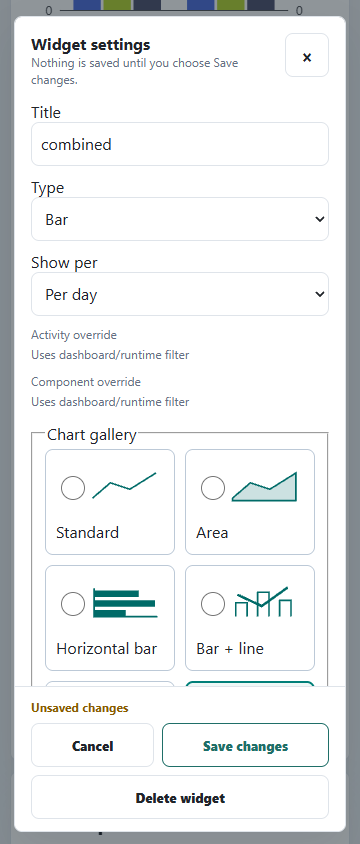 0
0
Widget settings
Nothing is saved until you choose Save
changes.
×
Title
combined
Type
Bar
Show per
Per day
Activity override
Uses dashboard/runtime filter
Component override
Uses dashboard/runtime filter
Chart gallery
Standard
Area
Horizontal bar
Bar + line
Unsaved changes
Cancel
Save changes
Delete widget